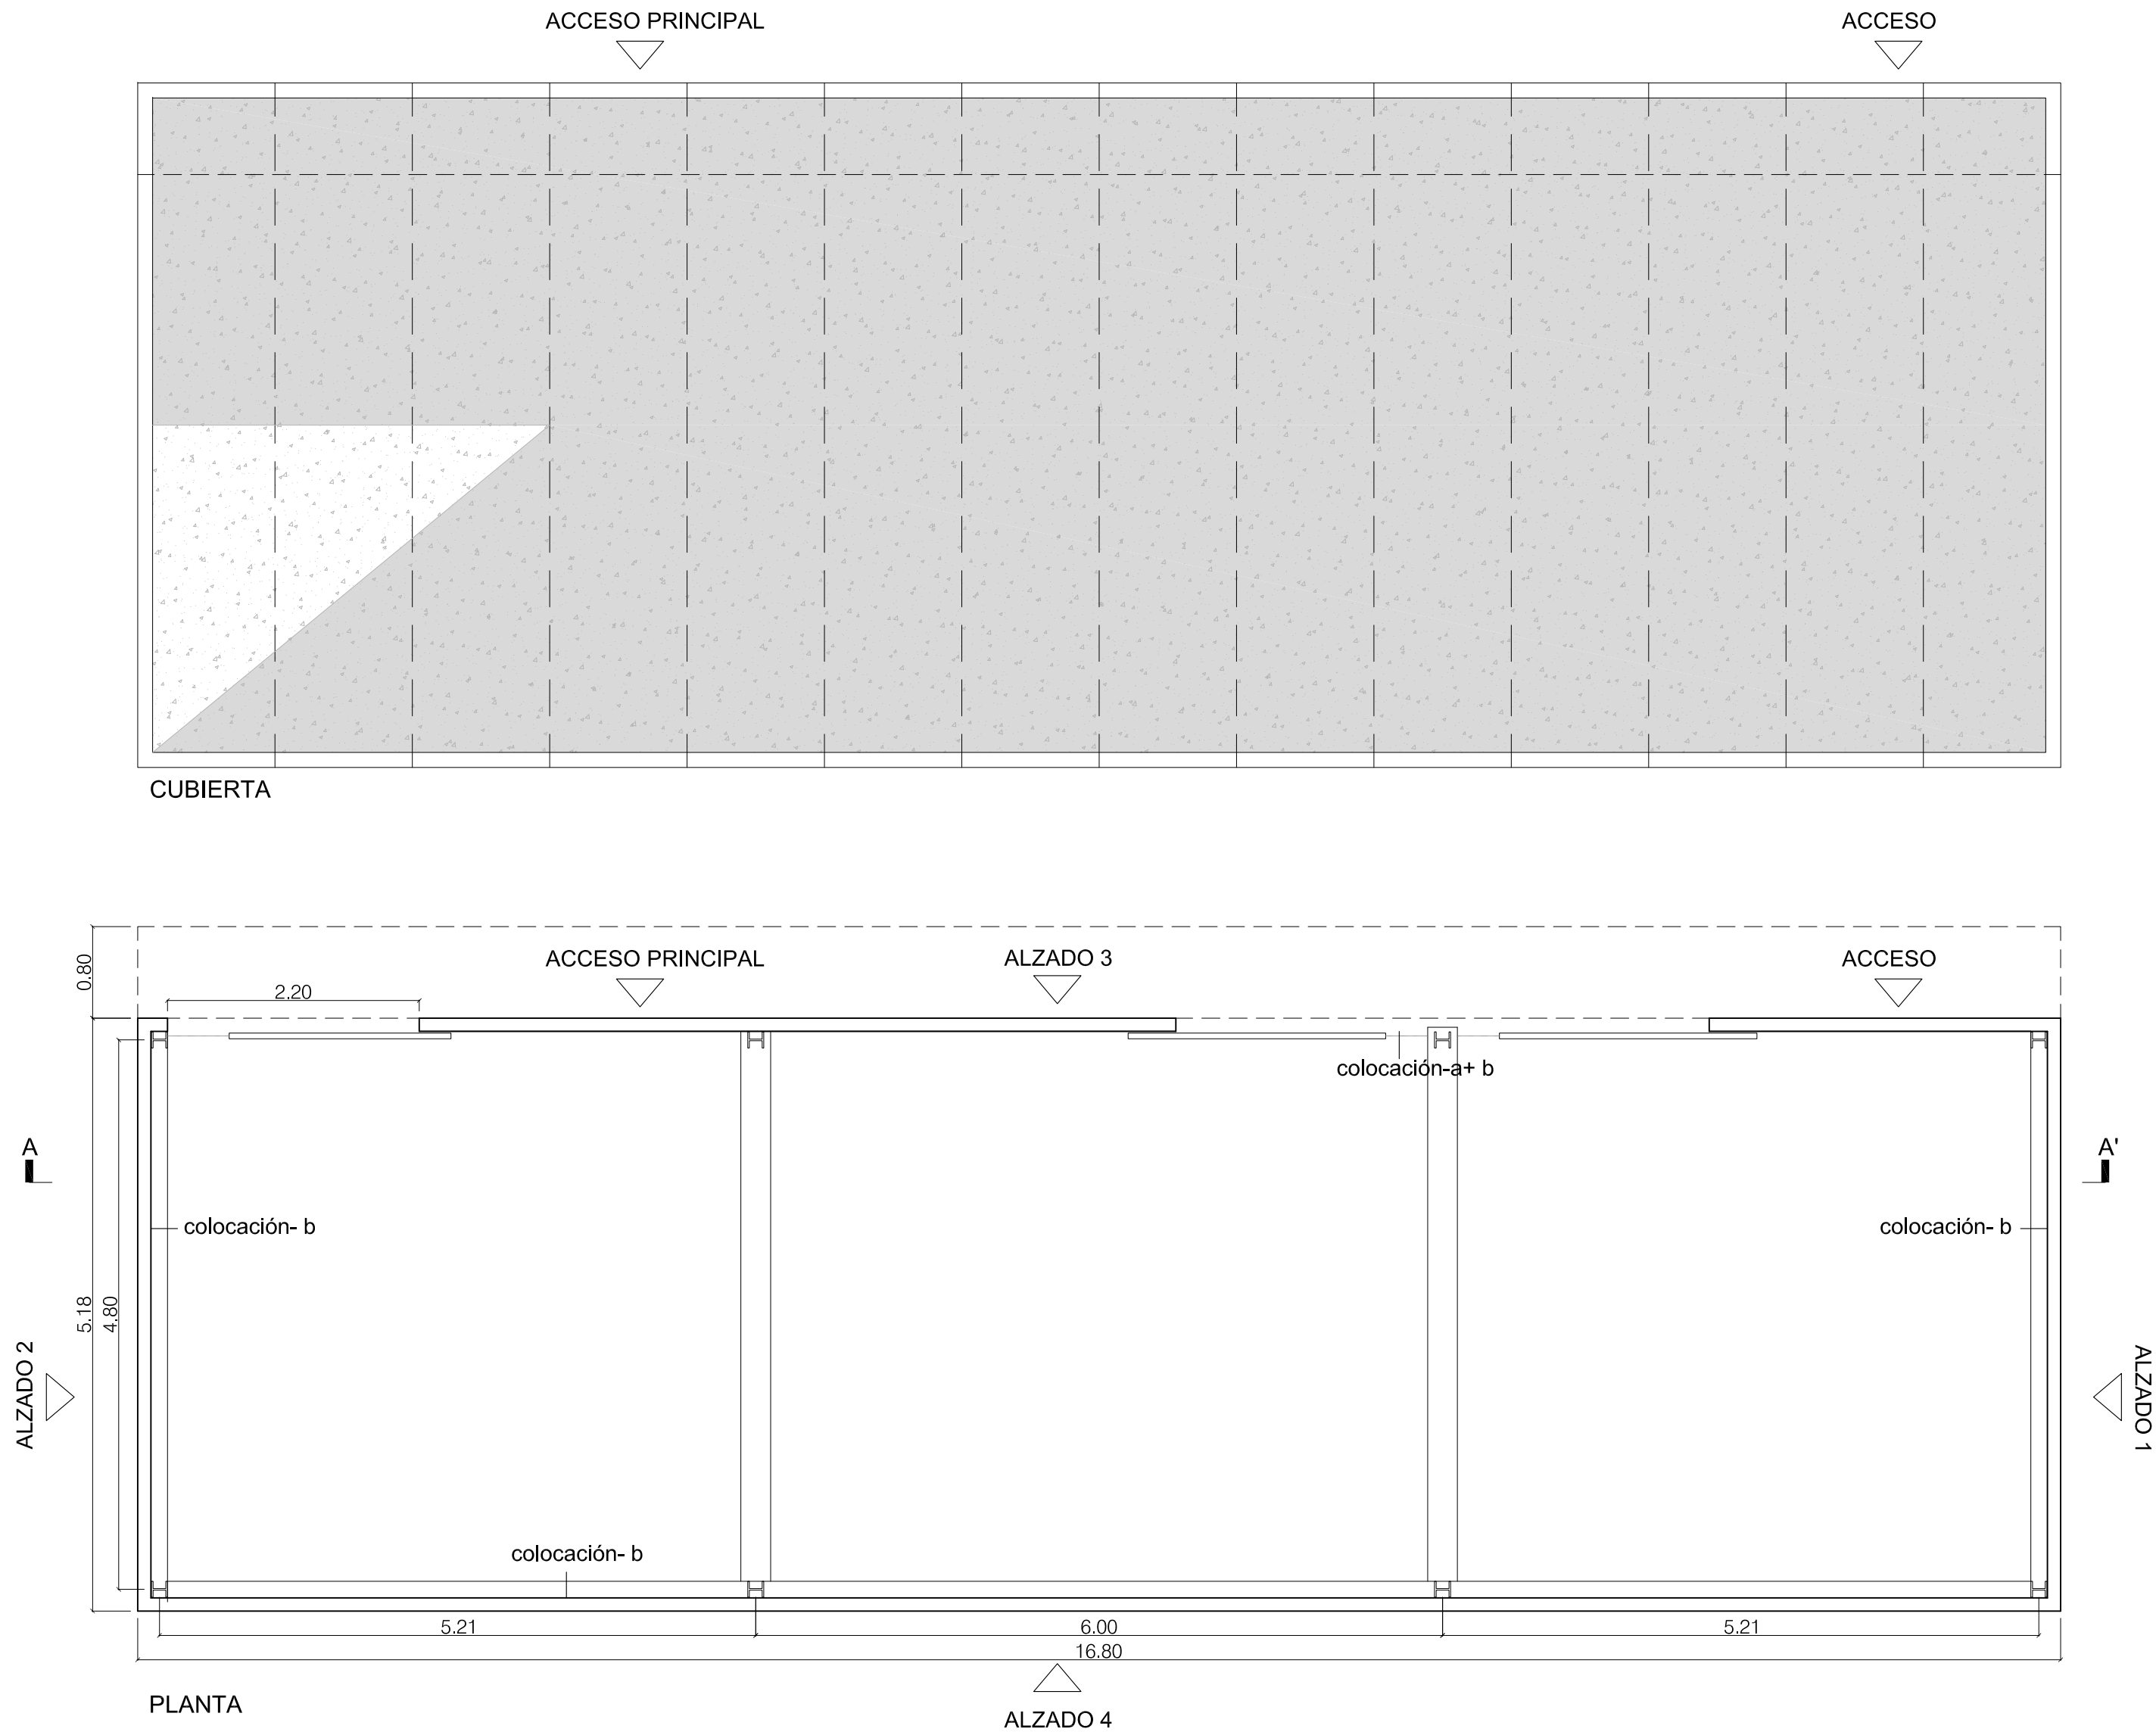 ACCESO PRINCIPAL
ACCESO
CUBIERTA
0.80
ACCESO PRINCIPAL
ALZADO 3
ACCESO
2.20
colocación-a+ b
A
A'
colocación- b
colocación- b
5.18
4.80
ALZADO 2
ALZADO 1
colocación- b
5.21
6.00
5.21
16.80
PLANTA
ALZADO 4